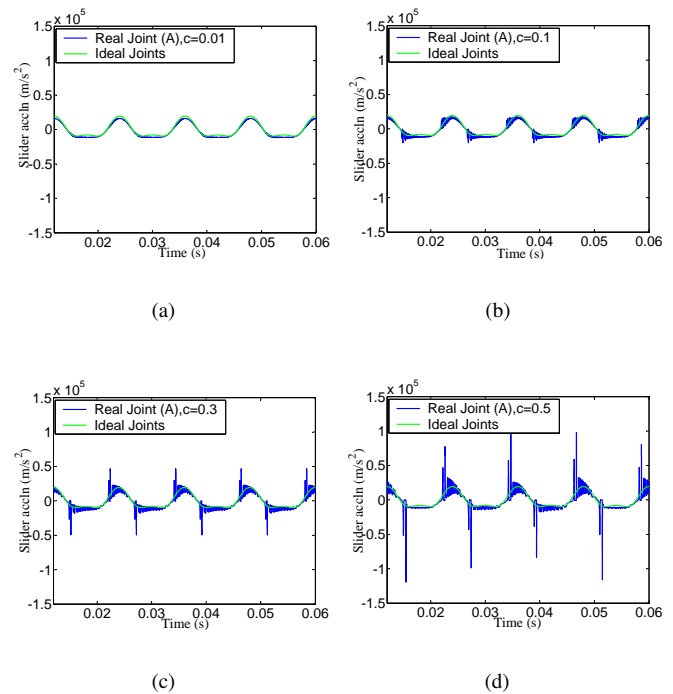 1.5 x 10^5
Real Joint (A),c=0.01
Ideal Joints
1
0.5
0
-0.5
-1
-1.5
Slider accln (m/s^2)
0.02 0.03 0.04 0.05 0.06
Time (s)
(a)
1.5 x 10^5
Real Joint (A),c=0.1
Ideal Joints
1
0.5
0
-0.5
-1
-1.5
Slider accln (m/s^2)
0.02 0.03 0.04 0.05 0.06
Time (s)
(b)
1.5 x 10^5
Real Joint (A),c=0.3
Ideal Joints
1
0.5
0
-0.5
-1
-1.5
Slider accln (m/s^2)
0.02 0.03 0.04 0.05 0.06
Time (s)
(c)
1.5 x 10^5
Real Joint (A),c=0.5
Ideal Joints
1
0.5
0
-0.5
-1
-1.5
Slider accln (m/s^2)
0.02 0.03 0.04 0.05 0.06
Time (s)
(d)